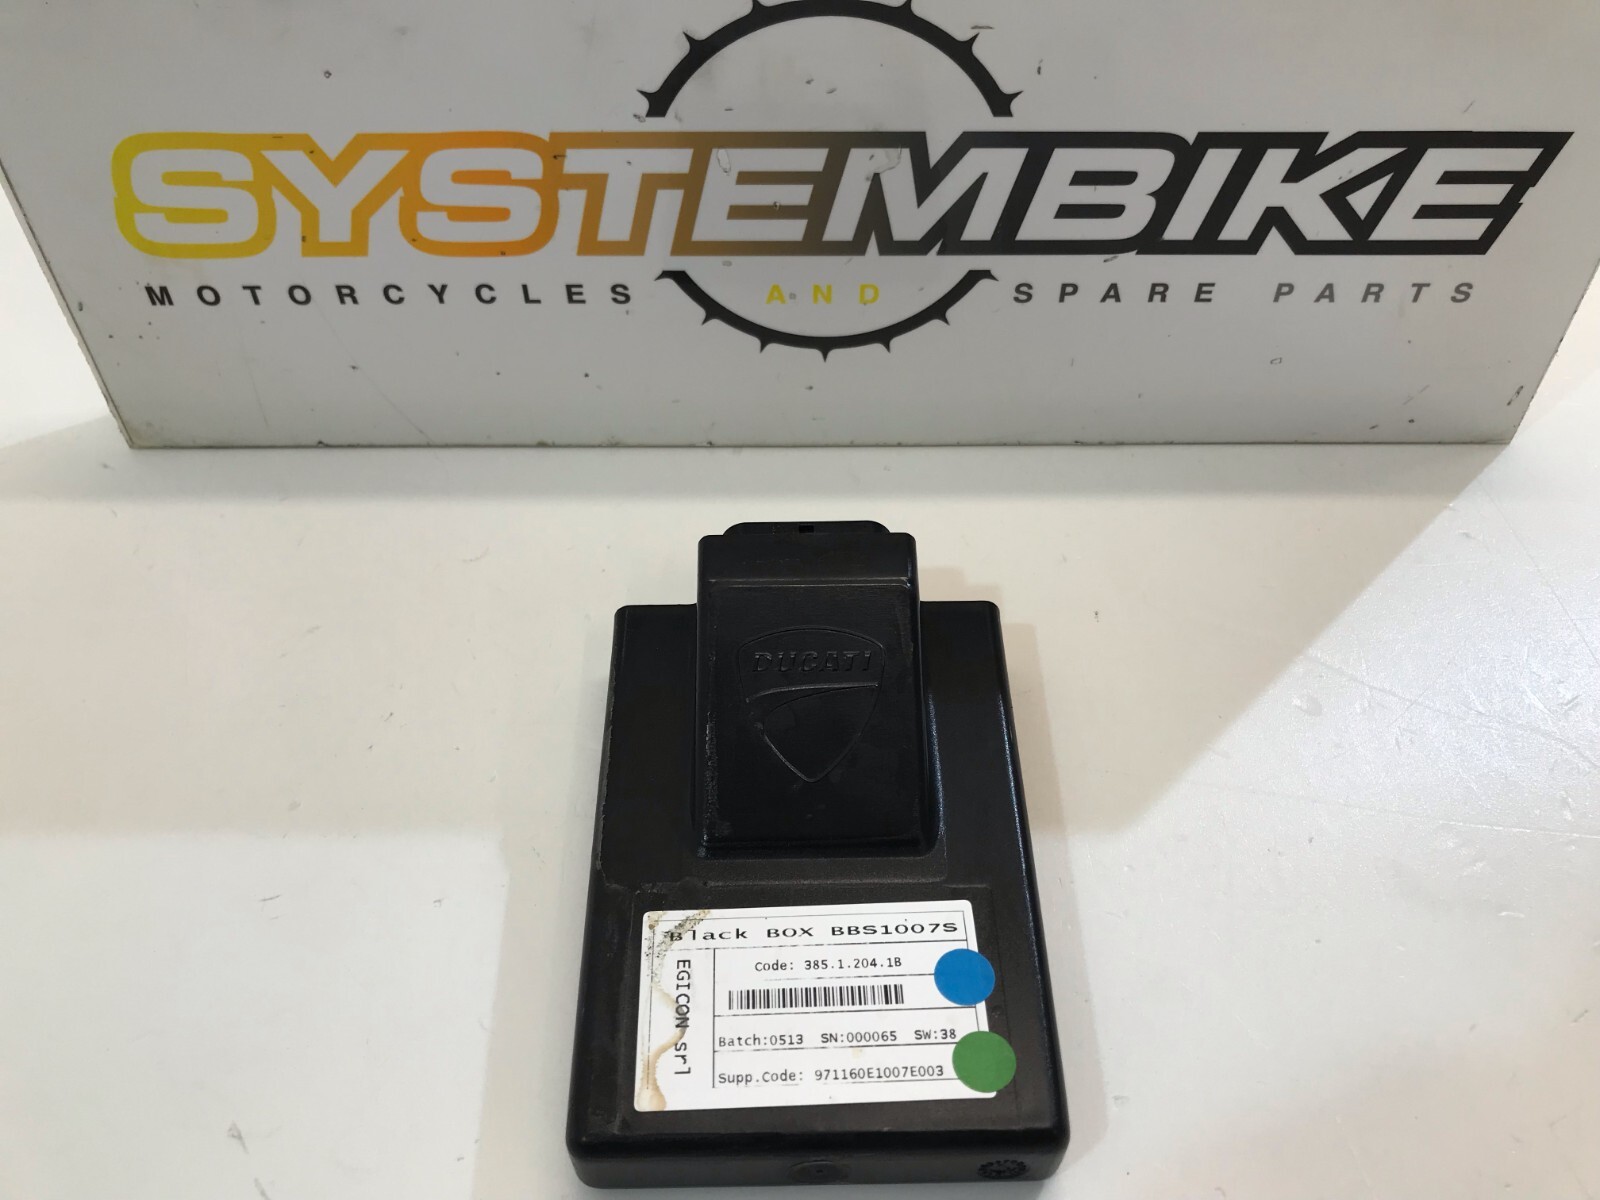 SYSTEMBIKE
MOTORCYCLES AND SPARE PARTS
DUCATI
Black BOX BBS1007S
EGICON srl
Code: 385.1.204.1B
Batch:0513 SN:000065 SW:38
Supp.Code: 971160E1007E003